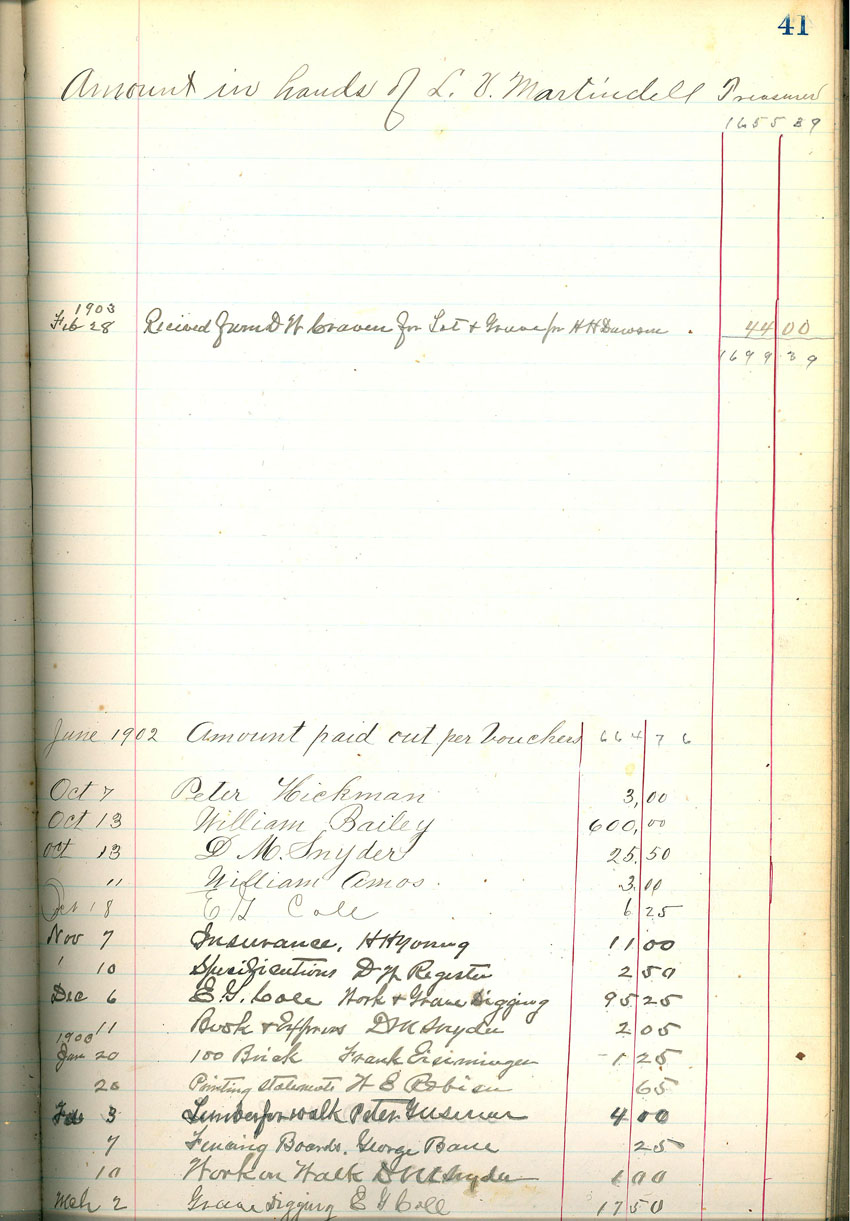 41
Amount in hands of L. V. Martindell Treasurer
1655 39
1903
Feb 28 Recieved from D W Craven for Lot & Grave for H H Dawson . 44 00
1699 39
June 1902 Amount paid out per Vouchers 664 76
Oct 7 Peter Hickman 3,00
Oct 13 William Bailey 600,00
Oct 13 D M. Snyder 25.50
" William Amos. 3.00
Oct 18 E G Cole 6 25
Nov 7 Insurance, H H Young 11 00
' 10 Specifications Register 2 50
Dec 6 E. G. Cole Work & Grave Digging 95 25
11 Book & Express D M Snyder 2 05
1903
Jan 20 100 Brick Frank Eisiminger 1 25
20 Printing statements 65
Feb 3 Lumber for walk Peter 4 00
7 Fencing Boards. George Bane 25
10 Work on Walk D M Snyder 1 00
Mch 2 Grave Digging E G Cole 17 50